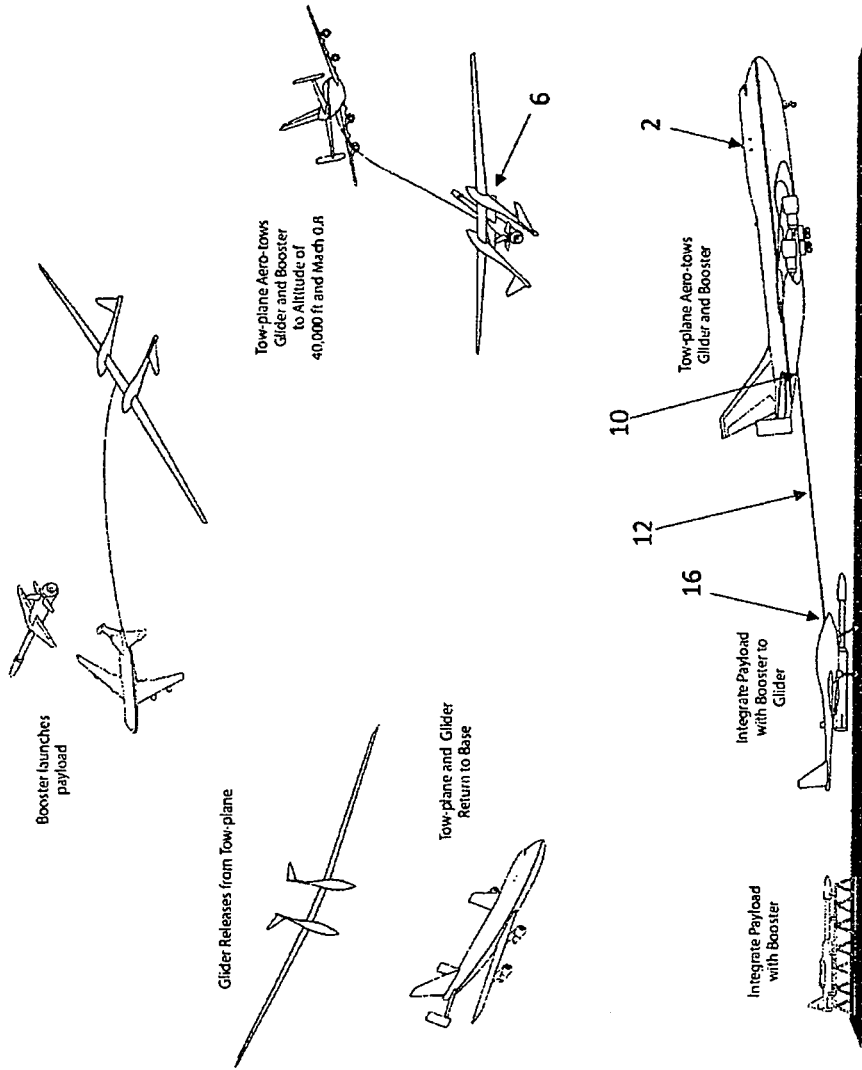 Booster launches
payload
Glider Releases from Tow-plane
Tow-plane Aero-tows
Glider and Booster
to Altitude of
40,000 ft and Mach 0.8
6
Tow-plane and Glider
Return to Base
Integrate Payload
with Booster
Integrate Payload
with Booster to
Glider
16
12
10
Tow-plane Aero-tows
Glider and Booster
2